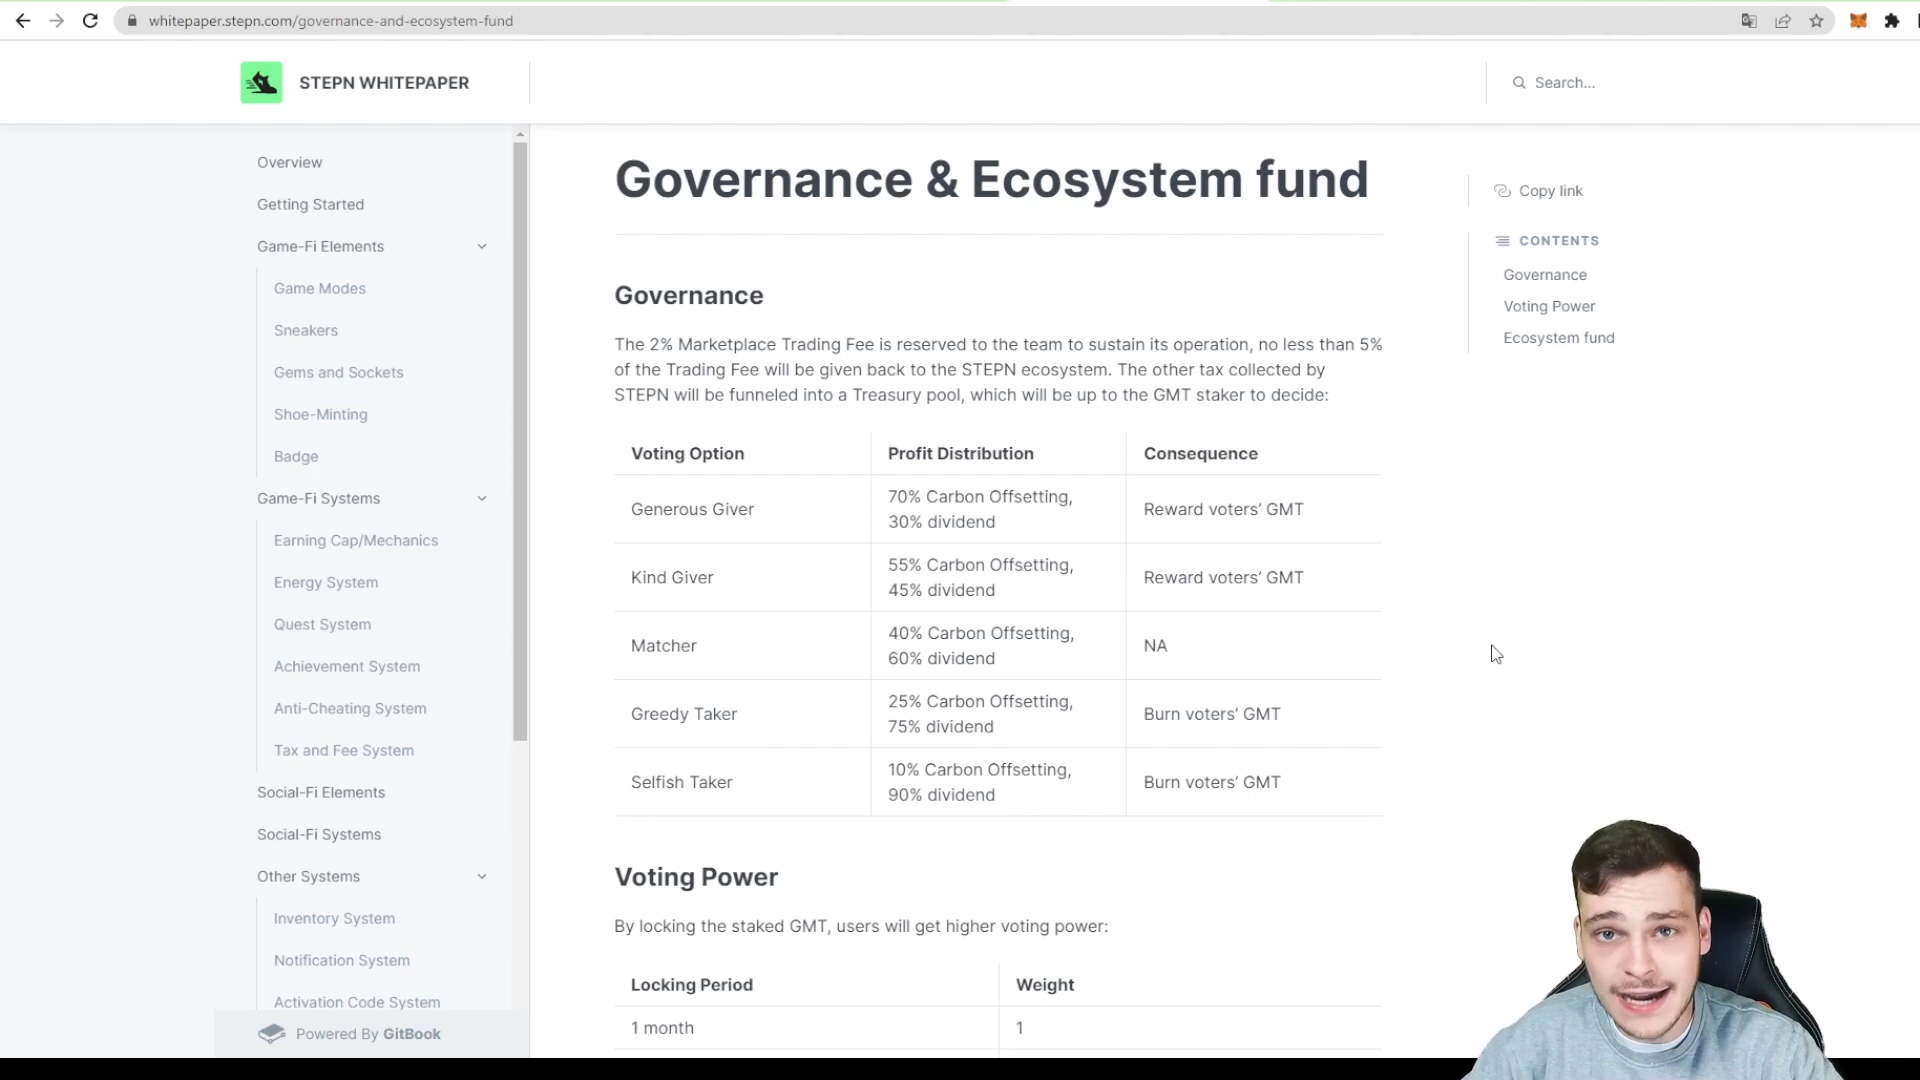 whitepaper.stepn.com/governance-and-ecosystem-fund
STEPN WHITEPAPER
Search...
Overview
Getting Started
Game-Fi Elements
Game Modes
Sneakers
Gems and Sockets
Shoe-Minting
Badge
Game-Fi Systems
Earning Cap/Mechanics
Energy System
Quest System
Achievement System
Anti-Cheating System
Tax and Fee System
Social-Fi Elements
Social-Fi Systems
Other Systems
Inventory System
Notification System
Activation Code System
Powered By GitBook
Governance & Ecosystem fund
Governance
The 2% Marketplace Trading Fee is reserved to the team to sustain its operation, no less than 5%
of the Trading Fee will be given back to the STEPN ecosystem. The other tax collected by
STEPN will be funneled into a Treasury pool, which will be up to the GMT staker to decide:
Voting Option Profit Distribution Consequence
Generous Giver 70% Carbon Offsetting, Reward voters’ GMT
30% dividend
Kind Giver 55% Carbon Offsetting, Reward voters’ GMT
45% dividend
Matcher 40% Carbon Offsetting, NA
60% dividend
Greedy Taker 25% Carbon Offsetting, Burn voters’ GMT
75% dividend
Selfish Taker 10% Carbon Offsetting, Burn voters’ GMT
90% dividend
Voting Power
By locking the staked GMT, users will get higher voting power:
Locking Period Weight
1 month 1
Copy link
CONTENTS
Governance
Voting Power
Ecosystem fund